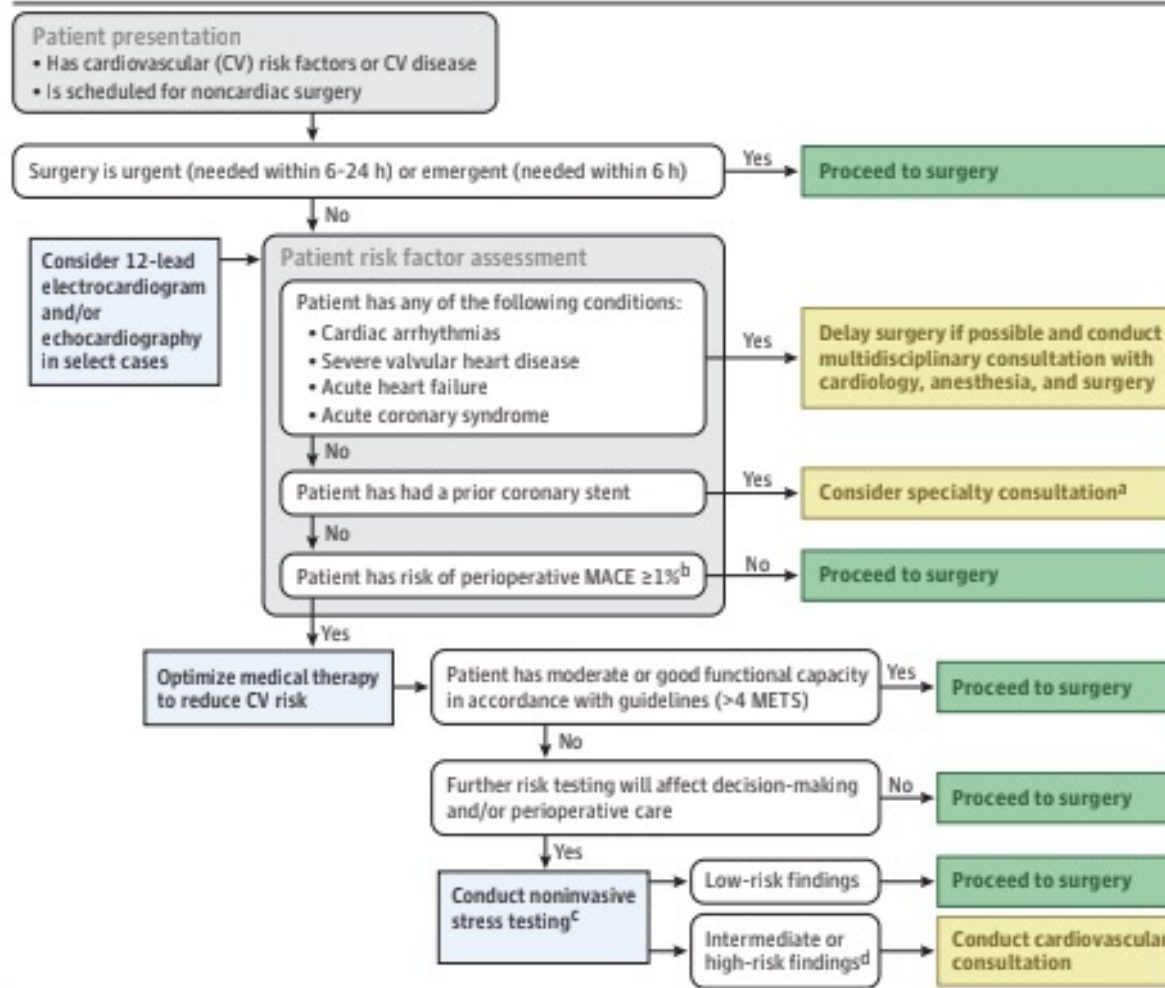 Patient presentation
• Has cardiovascular (CV) risk factors or CV disease
• Is scheduled for noncardiac surgery
Surgery is urgent (needed within 6-24 h) or emergent (needed within 6 h)
Yes
Proceed to surgery
No
Consider 12-lead
electrocardiogram
and/or
echocardiography
in select cases
Patient risk factor assessment
Patient has any of the following conditions:
• Cardiac arrhythmias
• Severe valvular heart disease
• Acute heart failure
• Acute coronary syndrome
Yes
Delay surgery if possible and conduct
multidisciplinary consultation with
cardiology, anesthesia, and surgery
No
Patient has had a prior coronary stent
Yes
Consider specialty consultationa
No
Patient has risk of perioperative MACE ≥1%b
No
Proceed to surgery
Yes
Optimize medical therapy
to reduce CV risk
Patient has moderate or good functional capacity
in accordance with guidelines (>4 METS)
Yes
Proceed to surgery
No
Further risk testing will affect decision-making
and/or perioperative care
No
Proceed to surgery
Yes
Conduct noninvasive
stress testingc
Low-risk findings
Proceed to surgery
Intermediate or
high-risk findingsd
Conduct cardiovascular
consultation